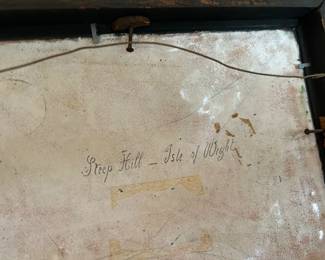 Steep Hill - Isle of Wight